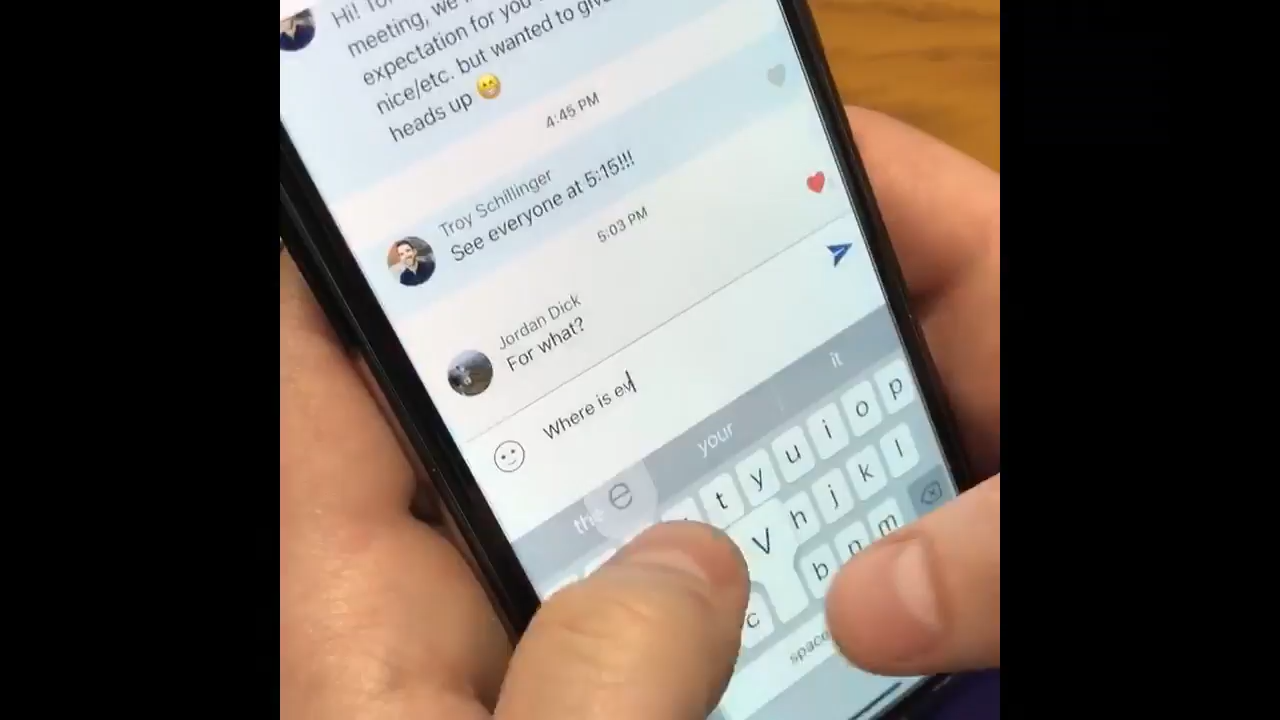 Hi!
meeting, we
expectation for you
nice/etc. but wanted to give
heads up 😁
4:45 PM
Troy Schillinger
See everyone at 5:15!!!
5:03 PM
Jordan Dick
For what?
Where is ev
your
it
e
t y u i o p
V h j k l
c b n m
space